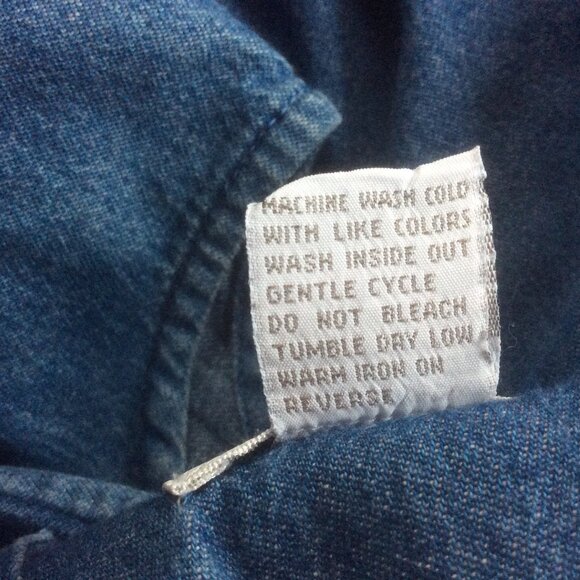 MACHINE WASH COLD
WITH LIKE COLORS
WASH INSIDE OUT
GENTLE CYCLE
DO NOT BLEACH
TUMBLE DRY LOW
WARM IRON ON
REVERSE